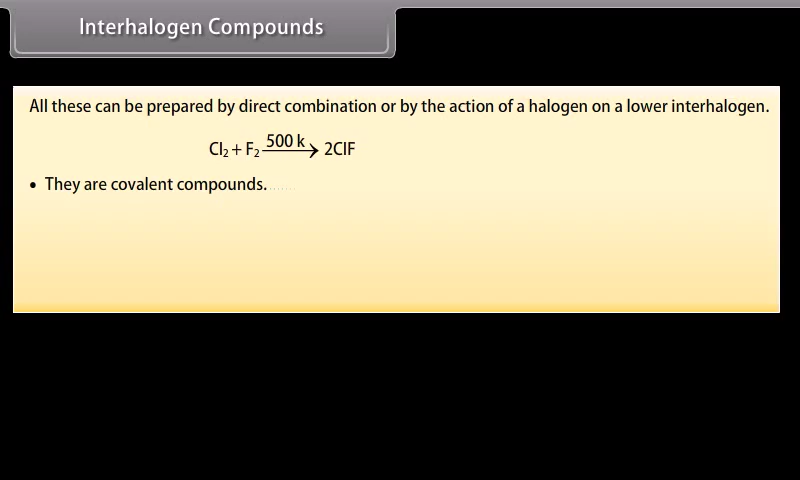 Interhalogen Compounds
All these can be prepared by direct combination or by the action of a halogen on a lower interhalogen.
Cl₂ + F₂ —500 k→ 2ClF
• They are covalent compounds.